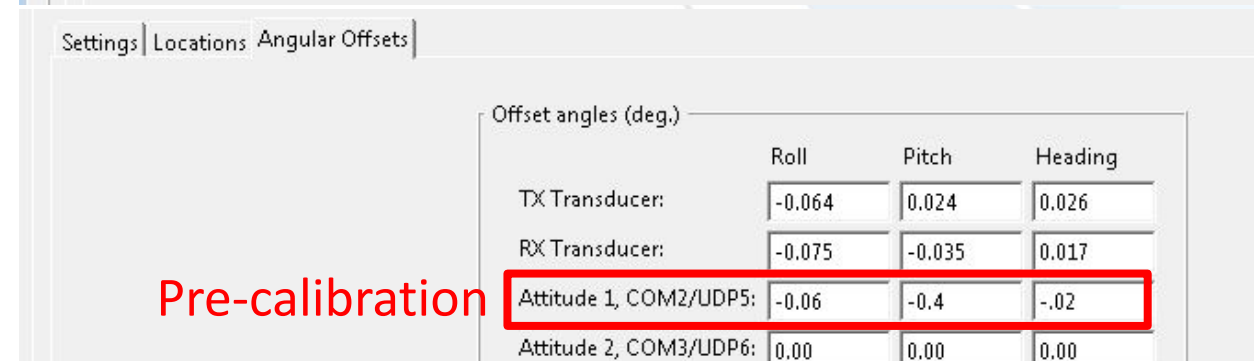 Settings Locations Angular Offsets
Offset angles (deg.)
Roll Pitch Heading
TX Transducer: -0.064 0.024 0.026
RX Transducer: -0.075 -0.035 0.017
Pre-calibration Attitude 1, COM2/UDP5: -0.06 -0.4 -.02
Attitude 2, COM3/UDP6: 0.00 0.00 0.00